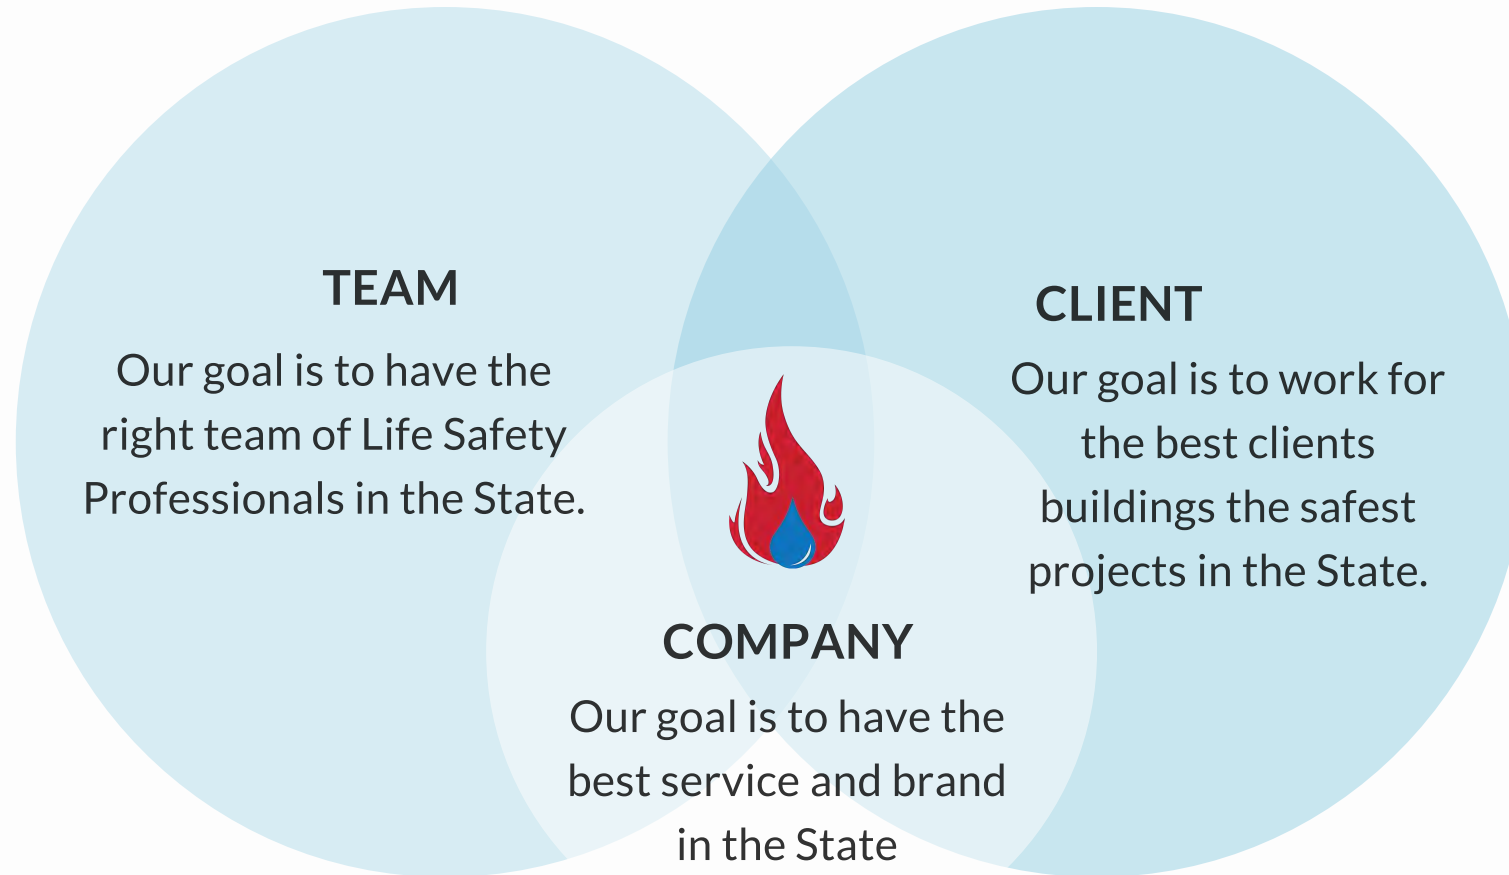 TEAM
Our goal is to have the
right team of Life Safety
Professionals in the State.
CLIENT
Our goal is to work for
the best clients
buildings the safest
projects in the State.
COMPANY
Our goal is to have the
best service and brand
in the State